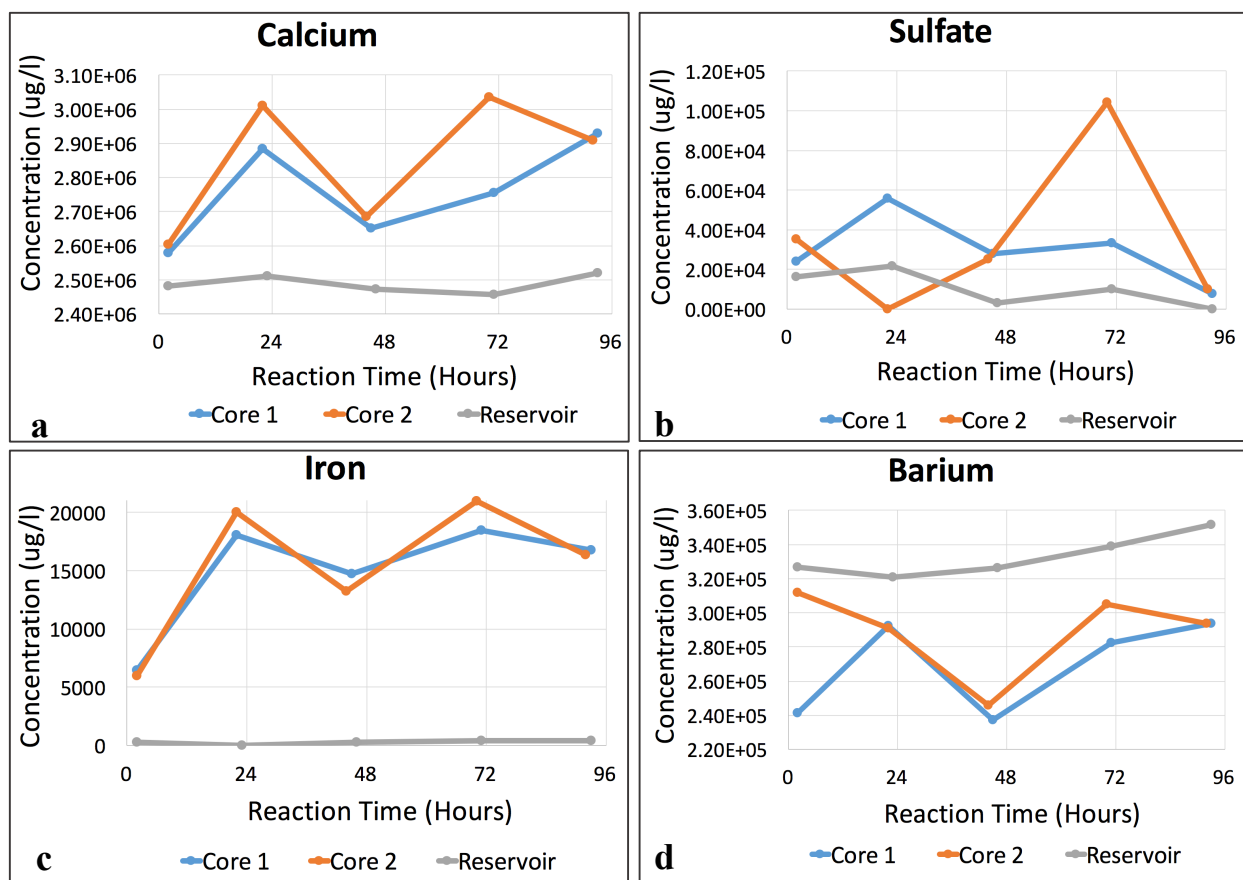 Calcium
Concentration (ug/l)
3.10E+06
3.00E+06
2.90E+06
2.80E+06
2.70E+06
2.60E+06
2.50E+06
2.40E+06
0 24 48 72 96
Reaction Time (Hours)
Core 1 Core 2 Reservoir
a
Sulfate
Concentration (ug/l)
1.20E+05
1.00E+05
8.00E+04
6.00E+04
4.00E+04
2.00E+04
0.00E+00
0 24 48 72 96
Reaction Time (Hours)
Core 1 Core 2 Reservoir
b
Iron
Concentration (ug/l)
20000
15000
10000
5000
0
0 24 48 72 96
Reaction Time (Hours)
Core 1 Core 2 Reservoir
c
Barium
Concentration (ug/l)
3.60E+05
3.40E+05
3.20E+05
3.00E+05
2.80E+05
2.60E+05
2.40E+05
2.20E+05
0 24 48 72 96
Reaction Time (Hours)
Core 1 Core 2 Reservoir
d